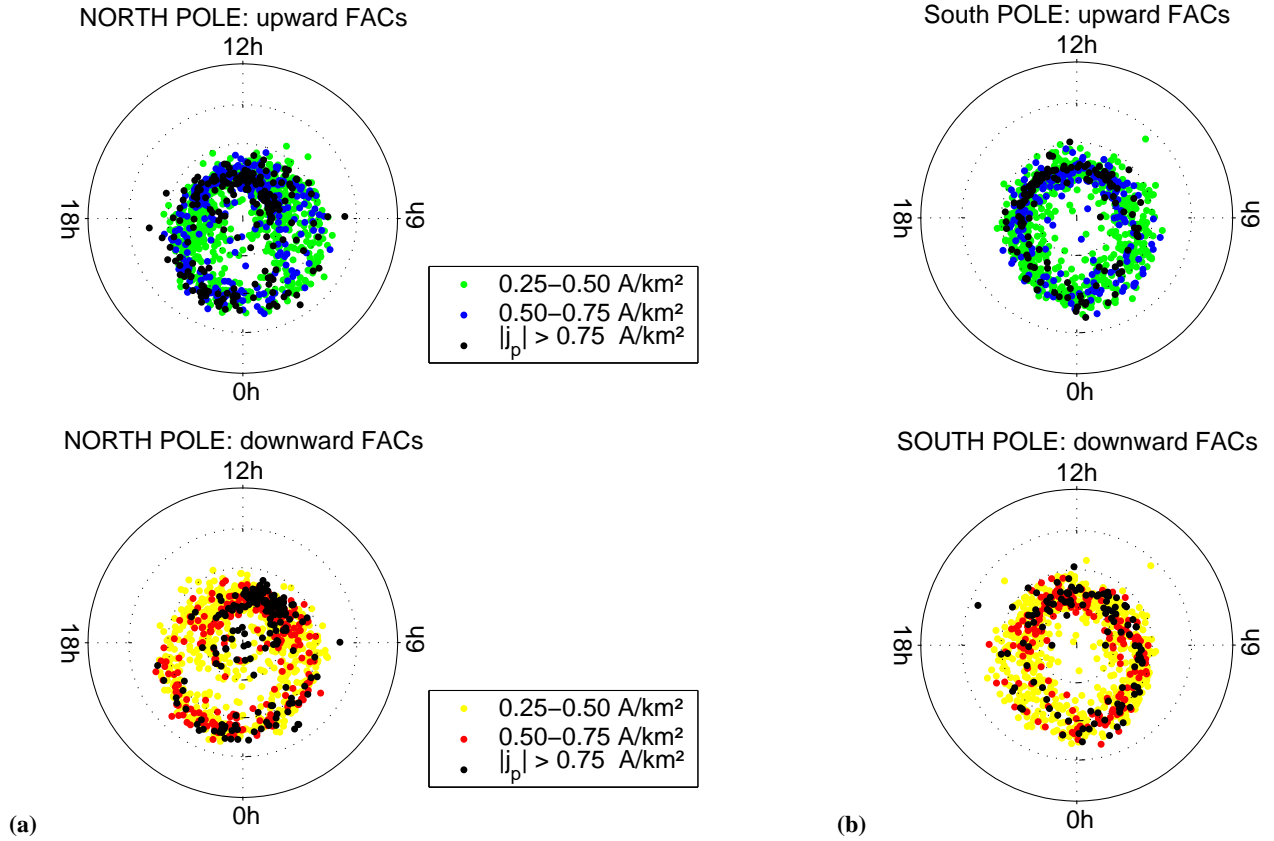 NORTH POLE: upward FACs
12h
18h
6h
0h
0.25−0.50 A/km²
0.50−0.75 A/km²
|j_p| > 0.75 A/km²
South POLE: upward FACs
12h
18h
6h
0h
NORTH POLE: downward FACs
12h
18h
6h
0h
0.25−0.50 A/km²
0.50−0.75 A/km²
|j_p| > 0.75 A/km²
(a)
SOUTH POLE: downward FACs
12h
18h
6h
0h
(b)